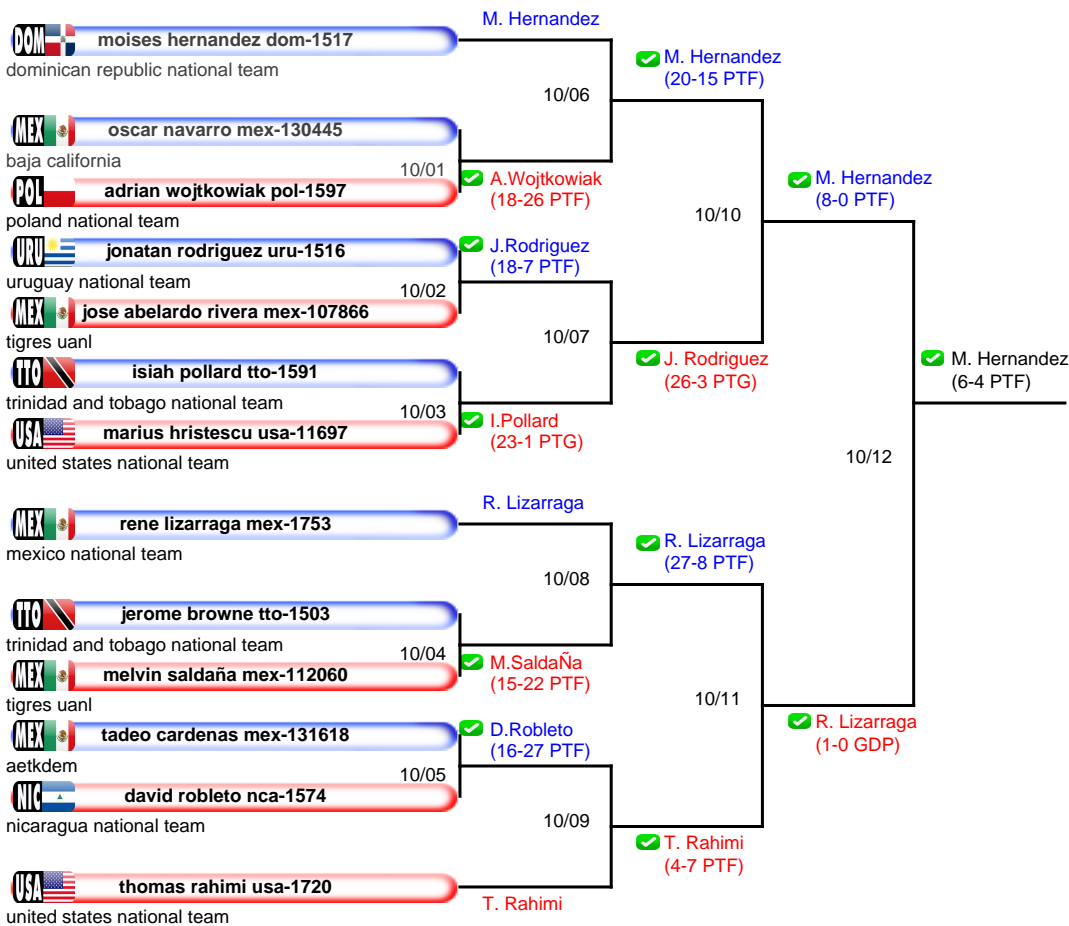 M. Hernandez
DOM moises hernandez dom-1517
dominican republic national team
10/06
M. Hernandez
(20-15 PTF)
MEX oscar navarro mex-130445
baja california
10/01
POL adrian wojtkowiak pol-1597
poland national team
A.Wojtkowiak
(18-26 PTF)
10/10
M. Hernandez
(8-0 PTF)
URU jonatan rodriguez uru-1516
uruguay national team
J.Rodriguez
(18-7 PTF)
10/02
MEX jose abelardo rivera mex-107866
tigres uanl
10/07
J. Rodriguez
(26-3 PTG)
TTO isiah pollard tto-1591
trinidad and tobago national team
10/03
USA marius hristescu usa-11697
united states national team
I.Pollard
(23-1 PTG)
M. Hernandez
(6-4 PTF)
10/12
R. Lizarraga
MEX rene lizarraga mex-1753
mexico national team
10/08
R. Lizarraga
(27-8 PTF)
TTO jerome browne tto-1503
trinidad and tobago national team
10/04
MEX melvin saldaña mex-112060
tigres uanl
M.SaldaÑa
(15-22 PTF)
10/11
R. Lizarraga
(1-0 GDP)
MEX tadeo cardenas mex-131618
aetkdem
D.Robleto
(16-27 PTF)
10/05
NIC david robleto nca-1574
nicaragua national team
10/09
T. Rahimi
(4-7 PTF)
USA thomas rahimi usa-1720
united states national team
T. Rahimi